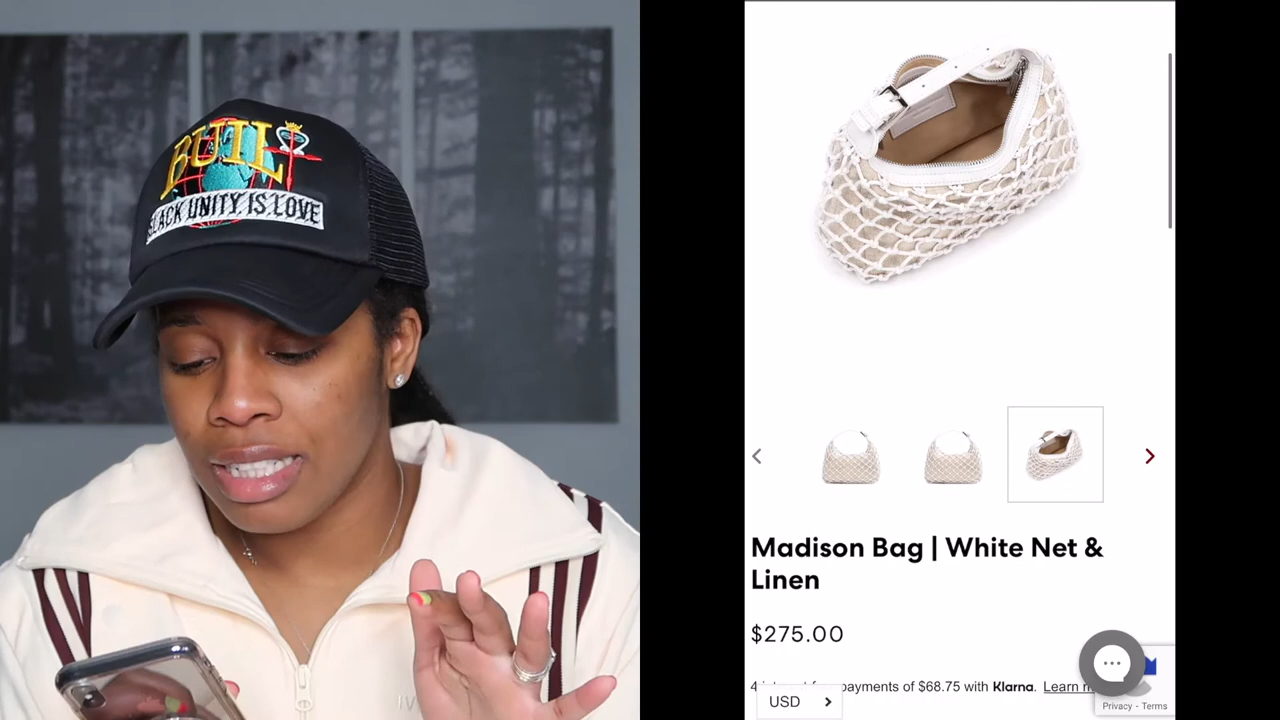 BUILT
BLACK UNITY IS LOVE
Madison Bag | White Net &
Linen
$275.00
payments of $68.75 with Klarna. Learn
USD
Privacy - Terms